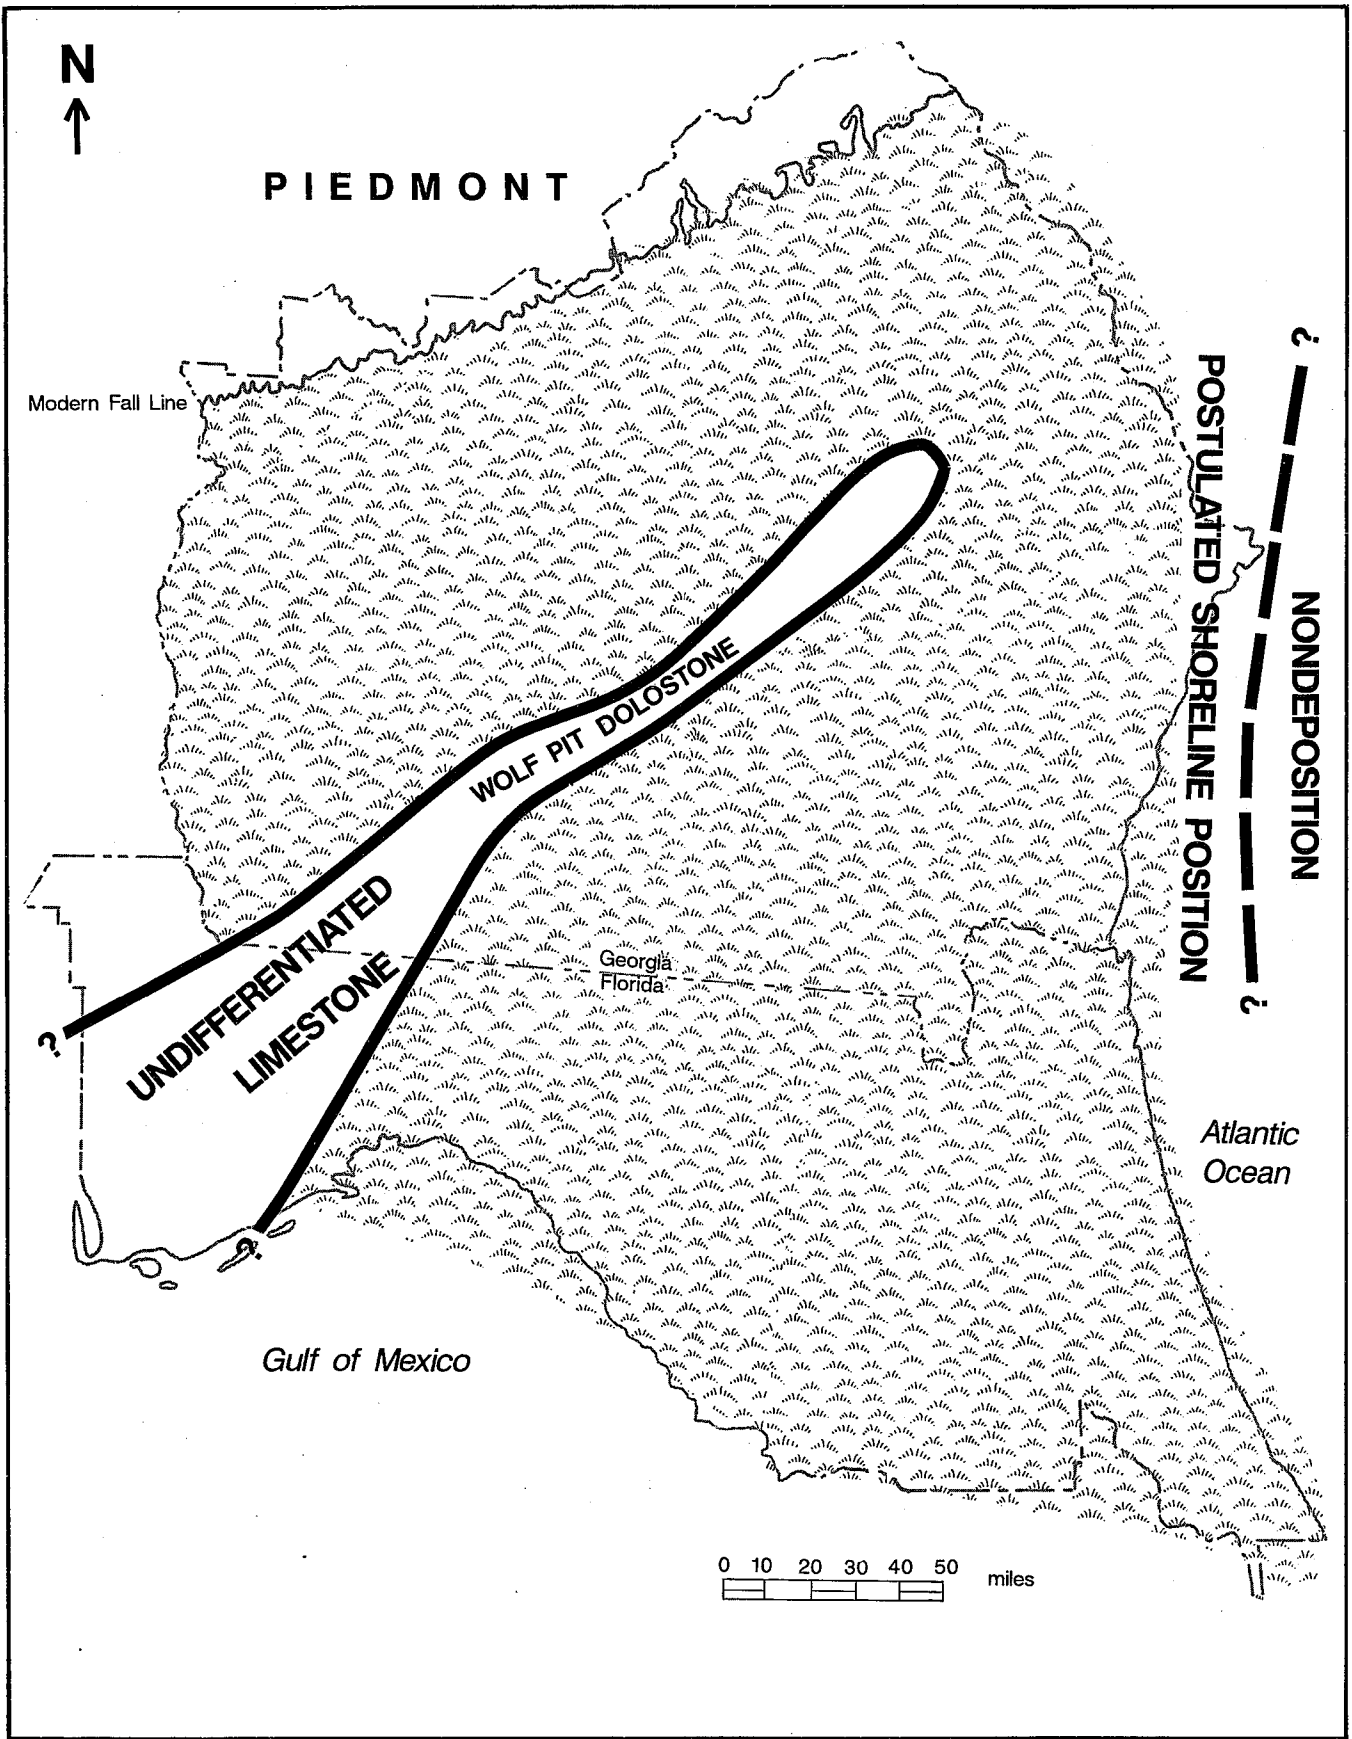 N
PIEDMONT
Modern Fall Line
?
POSTULATED SHORELINE POSITION
NONDEPOSITION
WOLF PIT DOLOSTONE
UNDIFFERENTIATED
LIMESTONE
Georgia
Florida
?
?
Atlantic
Ocean
?
Gulf of Mexico
0 10 20 30 40 50
miles